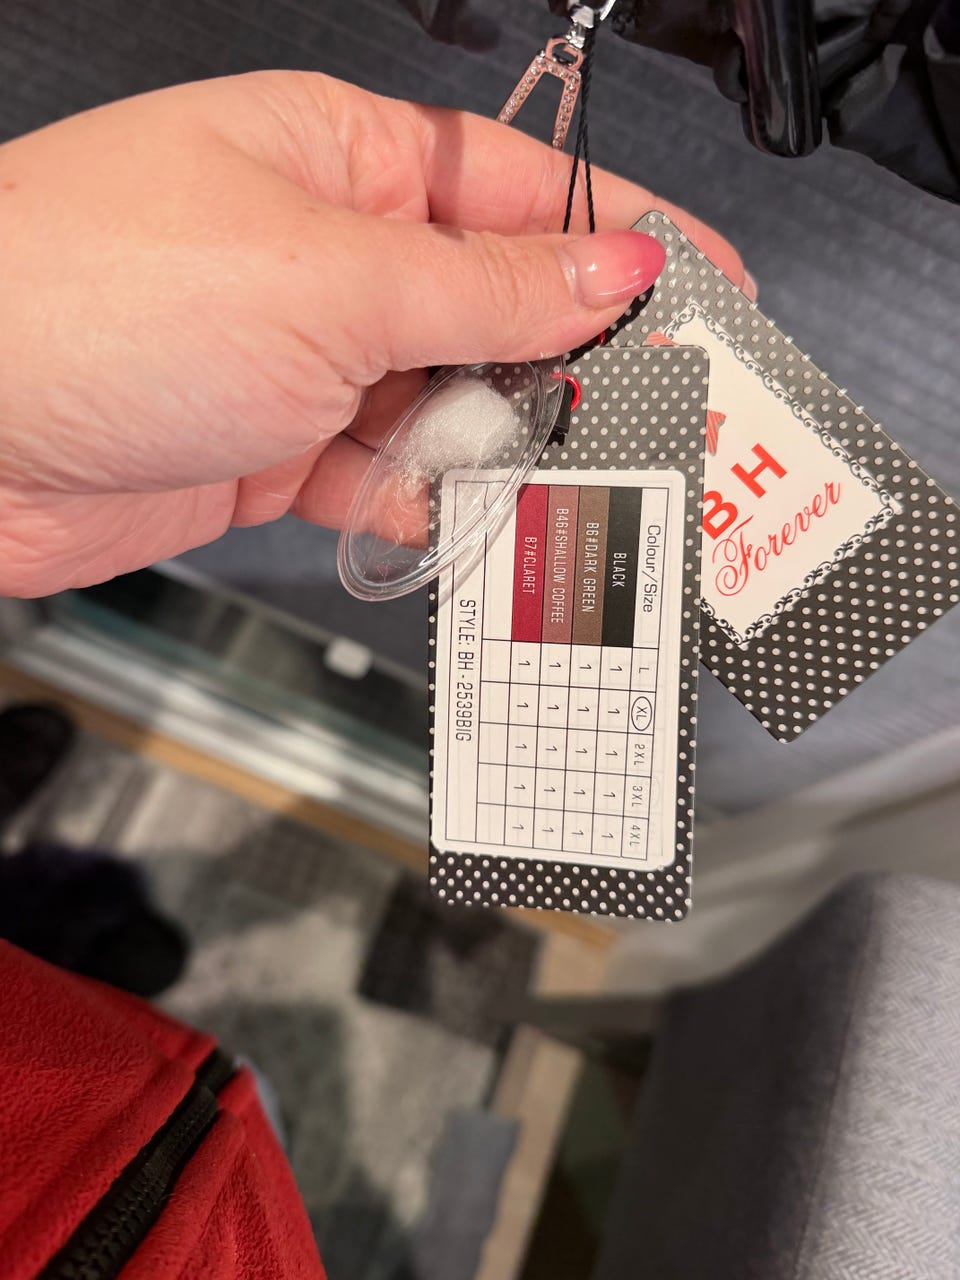 BH
Forever
Colour/Size L XL 2XL 3XL 4XL
BLACK 1 1 1 1 1
B6#DARK GREEN 1 1 1 1 1
B46#SHALLOW COFFEE 1 1 1 1 1
B7#CLARET 1 1 1 1 1
STYLE: BH-2539BIG